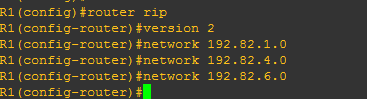 R1(config)#router rip
R1(config-router)#version 2
R1(config-router)#network 192.82.1.0
R1(config-router)#network 192.82.4.0
R1(config-router)#network 192.82.6.0
R1(config-router)#